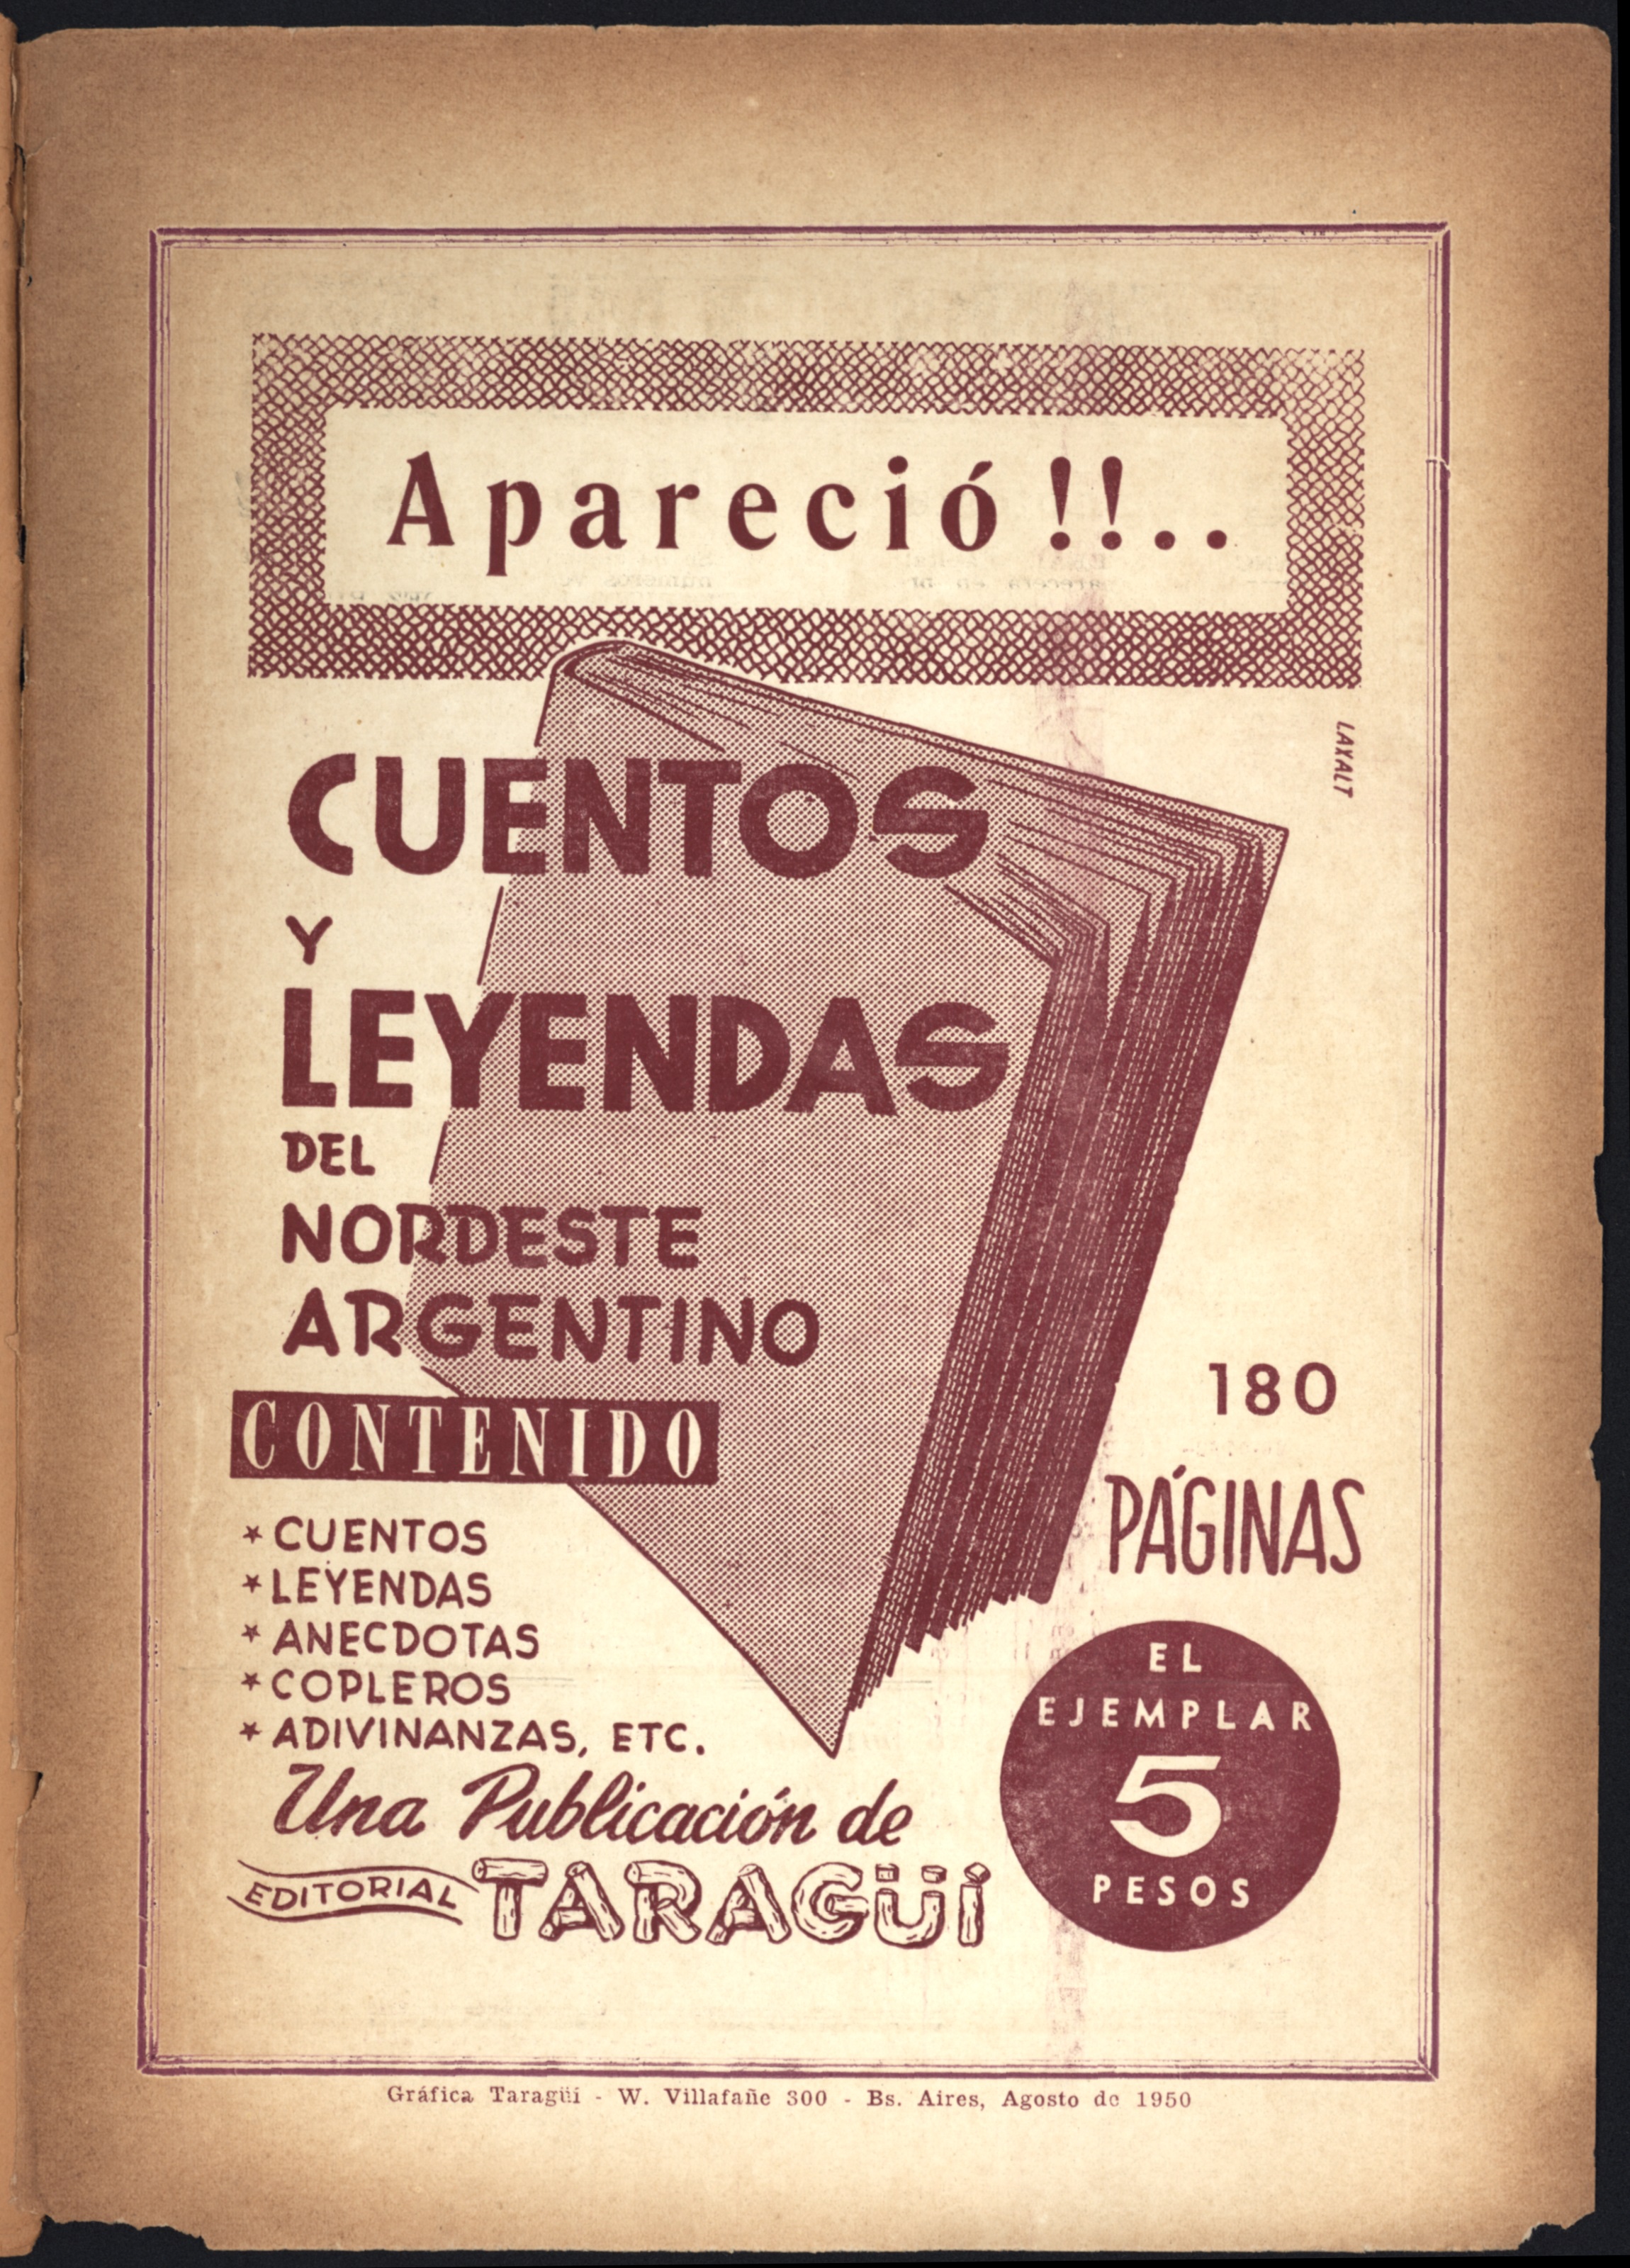 Apareció!!..
LAXALT
CUENTOS
Y
LEYENDAS
DEL
NORDESTE
ARGENTINO
CONTENIDO
* CUENTOS
* LEYENDAS
* ANECDOTAS
* COPLEROS
* ADIVINANZAS, ETC.
180
PÁGINAS
EL
EJEMPLAR
5
PESOS
Una Publicación de
EDITORIAL TARAGÜÍ
Gráfica Taragüí - W. Villafañe 300 - Bs. Aires, Agosto de 1950